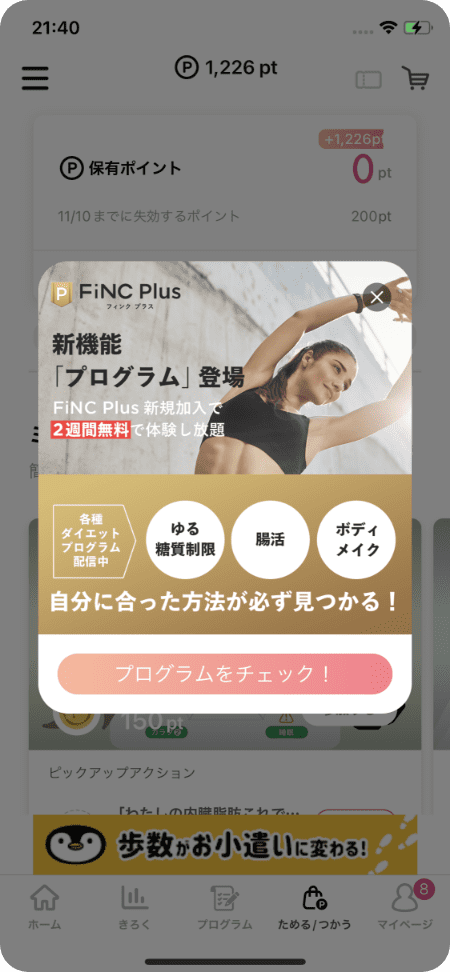 21:40
P 1,226 pt
+1,226pt
P 保有ポイント
0 pt
11/10までに失効するポイント
200pt
P FiNC Plus
フィンク プラス
新機能
「プログラム」登場
FiNC Plus 新規加入で
2週間無料で体験し放題
各種
ダイエット
プログラム
配信中
ゆる
糖質制限
腸活
ボディ
メイク
自分に合った方法が必ず見つかる！
プログラムをチェック！
150pt
睡眠
ピックアップアクション
「わたしの内臓脂肪これで…
歩数がお小遣いに変わる!
8
ホーム
きろく
プログラム
ためる/つかう
マイページ